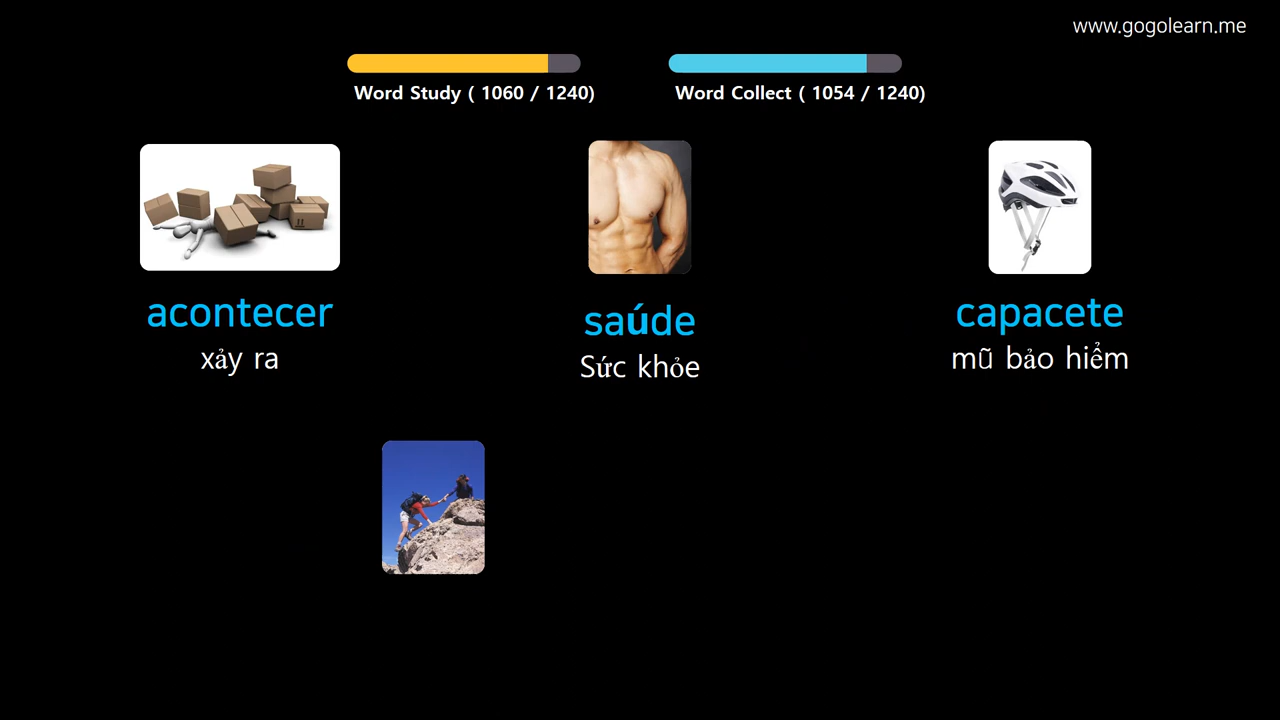 www.gogolearn.me
Word Study ( 1060 / 1240)
Word Collect ( 1054 / 1240)
acontecer
xảy ra
saúde
Sức khỏe
capacete
mũ bảo hiểm